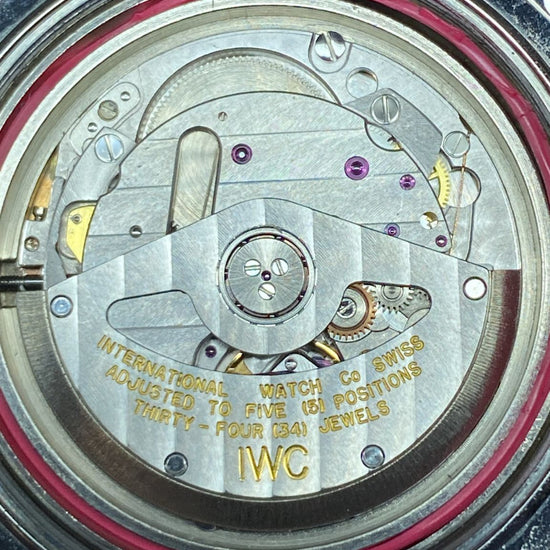 INTERNATIONAL WATCH Co SWISS
ADJUSTED TO FIVE (5) POSITIONS
THIRTY-FOUR (34) JEWELS
IWC